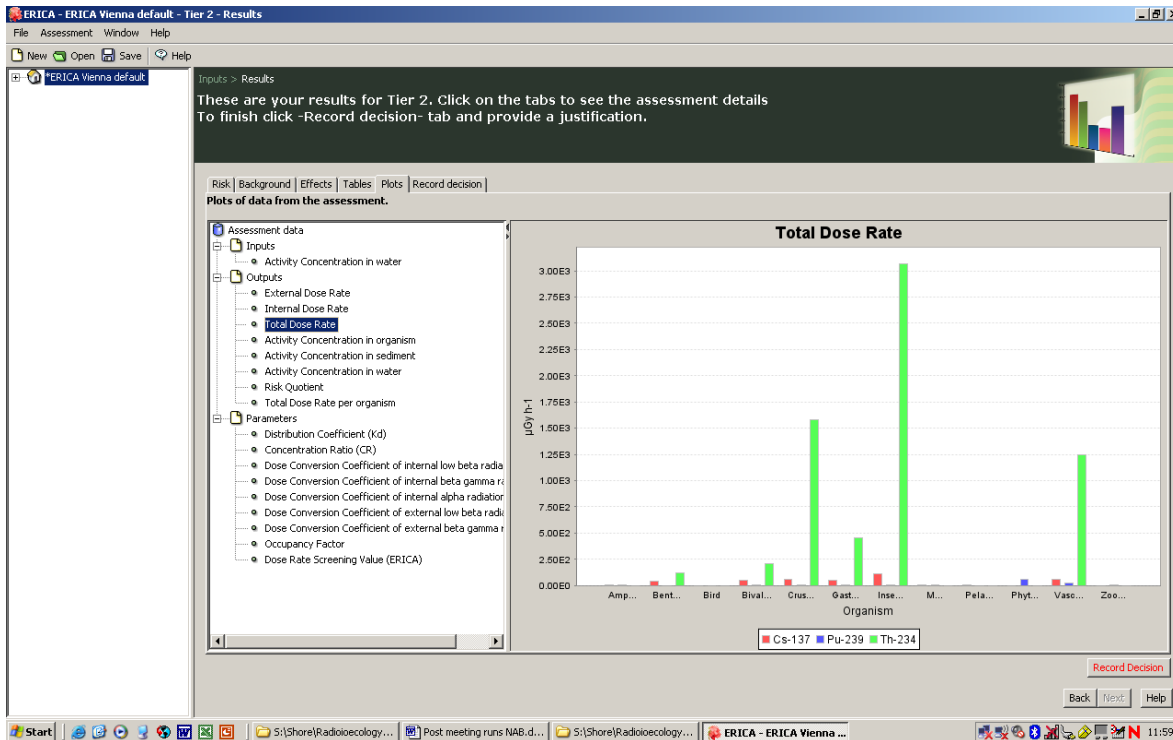 ERICA - ERICA Vienna default - Tier 2 - Results
File Assessment Window Help
New Open Save Help
*ERICA Vienna default
Inputs > Results
These are your results for Tier 2. Click on the tabs to see the assessment details
To finish click -Record decision- tab and provide a justification.
Risk Background Effects Tables Plots Record decision
Plots of data from the assessment.
Assessment data
Inputs
Activity Concentration in water
Outputs
External Dose Rate
Internal Dose Rate
Total Dose Rate
Activity Concentration in organism
Activity Concentration in sediment
Activity Concentration in water
Risk Quotient
Total Dose Rate per organism
Parameters
Distribution Coefficient (Kd)
Concentration Ratio (CR)
Dose Conversion Coefficient of internal low beta radia
Dose Conversion Coefficient of internal beta gamma ra
Dose Conversion Coefficient of internal alpha radiation
Dose Conversion Coefficient of external low beta radia
Dose Conversion Coefficient of external beta gamma r
Occupancy Factor
Dose Rate Screening Value (ERICA)
Total Dose Rate
3.00E3
2.75E3
2.50E3
2.25E3
2.00E3
1.75E3
1.50E3
1.25E3
1.00E3
7.50E2
5.00E2
2.50E2
0.00E0
µGy h-1
Amp... Bent... Bird Bival... Crus... Gast... Inse... M... Pela... Phyt... Vasc... Zoo...
Organism
Cs-137 Pu-239 Th-234
Record Decision
Back Next Help
Start S:\Shore\Radioioecology... Post meeting runs NAB.d... S:\Shore\Radioioecology... ERICA - ERICA Vienna ...